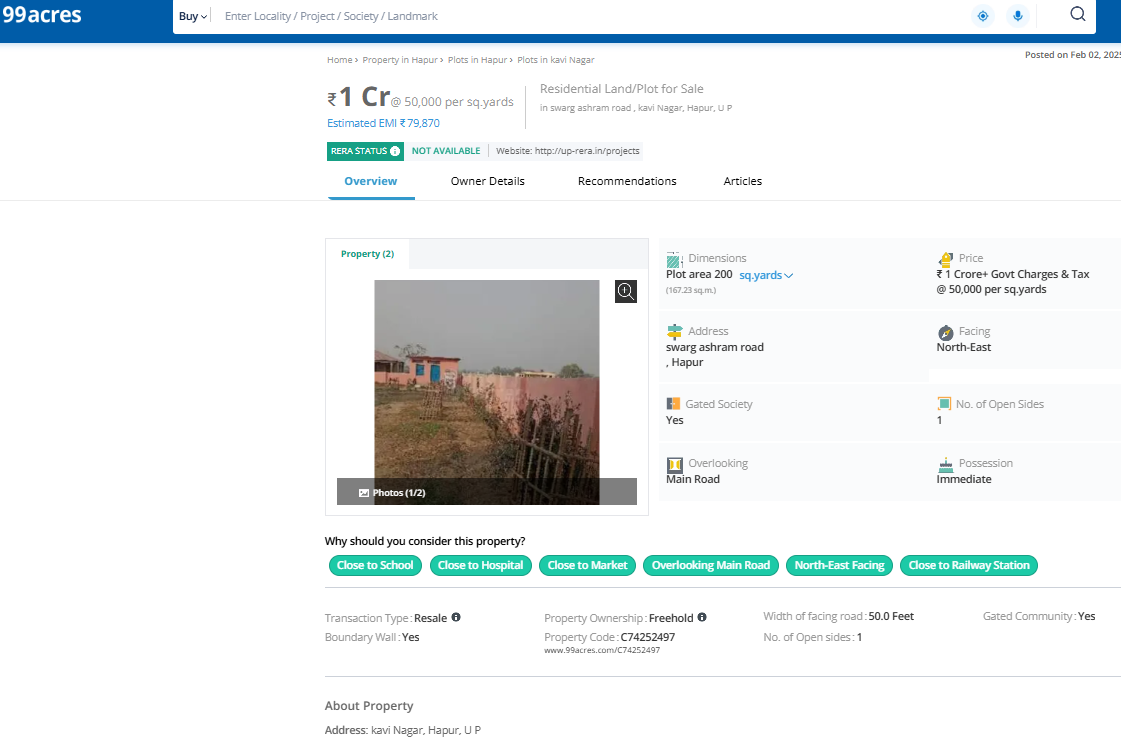 99acres
Buy
Enter Locality / Project / Society / Landmark
Posted on Feb 02, 2025
Home › Property in Hapur › Plots in Hapur › Plots in kavi Nagar
₹ 1 Cr @ 50,000 per sq.yards
Estimated EMI ₹ 79,870
Residential Land/Plot for Sale
in swarg ashram road , kavi Nagar, Hapur, U P
RERA STATUS NOT AVAILABLE Website: http://up-rera.in/projects
Overview Owner Details Recommendations Articles
Property (2)
Photos (1/2)
Dimensions
Plot area 200 sq.yards
(167.23 sq.m.)
Price
₹ 1 Crore+ Govt Charges & Tax
@ 50,000 per sq.yards
Address
swarg ashram road
, Hapur
Facing
North-East
Gated Society
Yes
No. of Open Sides
1
Overlooking
Main Road
Possession
Immediate
Why should you consider this property?
Close to School Close to Hospital Close to Market Overlooking Main Road North-East Facing Close to Railway Station
Transaction Type : Resale
Property Ownership : Freehold
Width of facing road : 50.0 Feet
Gated Community : Yes
Boundary Wall : Yes
Property Code : C74252497
www.99acres.com/C74252497
No. of Open sides : 1
About Property
Address: kavi Nagar, Hapur, U P